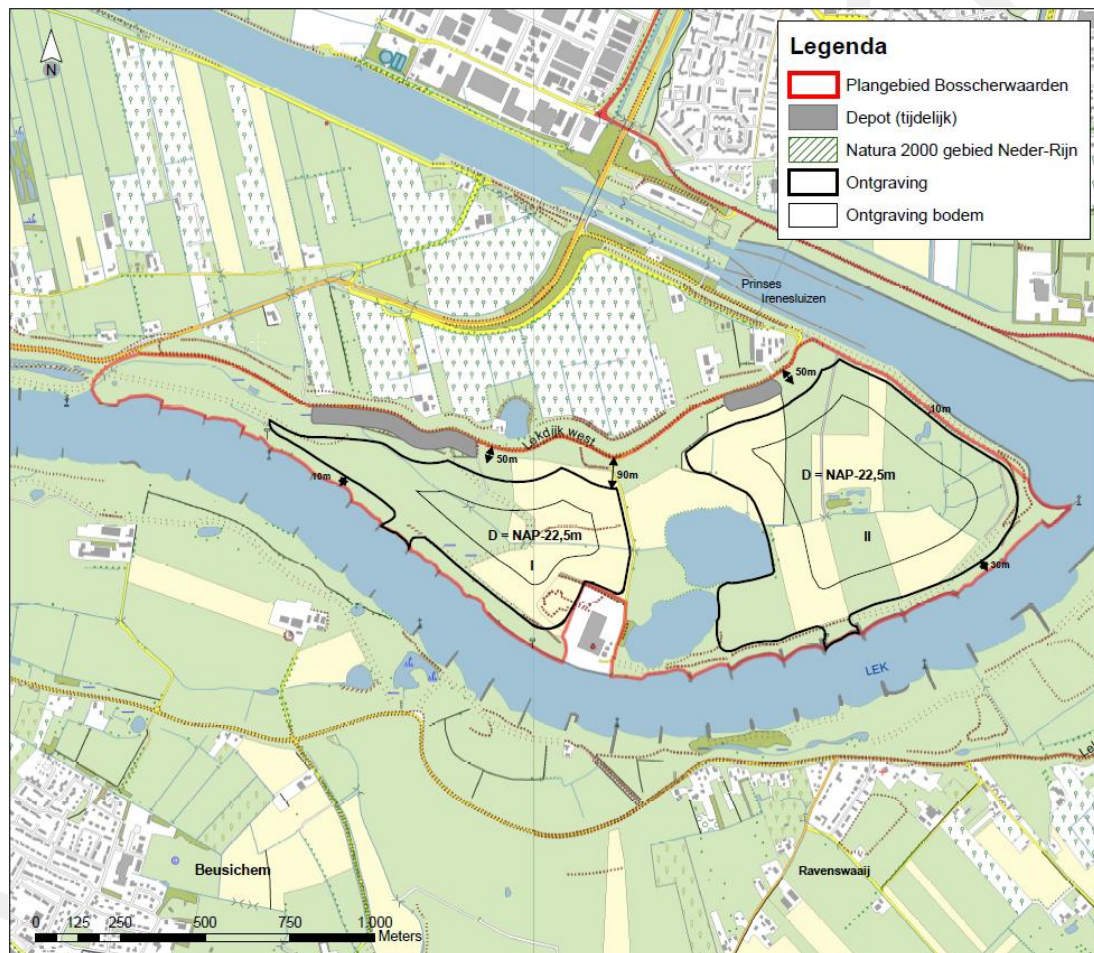 N
Legenda
Plangebied Bosscherwaarden
Depot (tijdelijk)
Natura 2000 gebied Neder-Rijn
Ontgraving
Ontgraving bodem
Prinses
Irenesluizen
50m
10m
Lekdijk west
50m
90m
10m
D = NAP-22,5m
D = NAP-22,5m
I
II
30m
LEK
Beusichem
Ravenswaaij
0 125 250 500 750 1.000
Meters